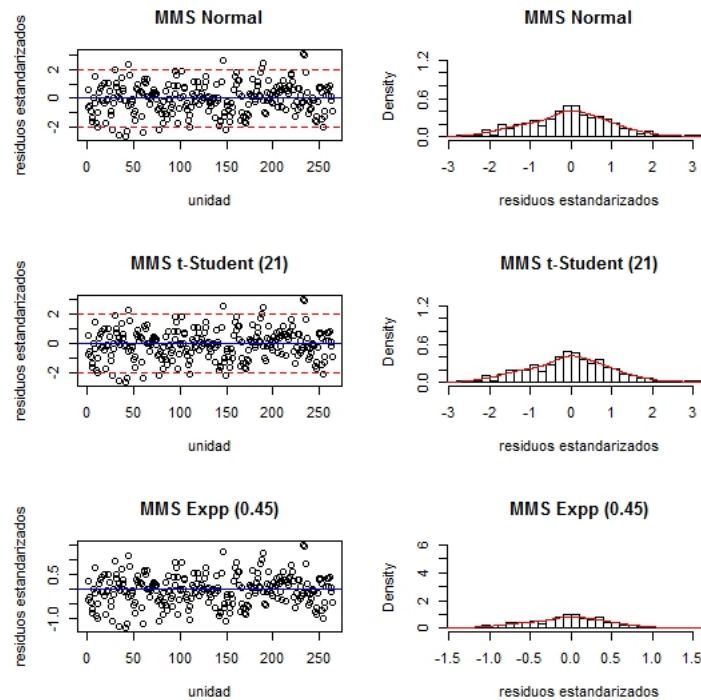 MMS Normal
residuos estandarizados
2
0
-2
0 50 100 150 200 250
unidad
MMS Normal
Density
1.2
0.6
0.0
-3 -2 -1 0 1 2 3
residuos estandarizados
MMS t-Student (21)
residuos estandarizados
2
0
-2
0 50 100 150 200 250
unidad
MMS t-Student (21)
Density
1.2
0.6
0.0
-3 -2 -1 0 1 2 3
residuos estandarizados
MMS Expp (0.45)
residuos estandarizados
0.5
-1.0
0 50 100 150 200 250
unidad
MMS Expp (0.45)
Density
6
4
2
0
-1.5 -1.0 -0.5 0.0 0.5 1.0 1.5
residuos estandarizados